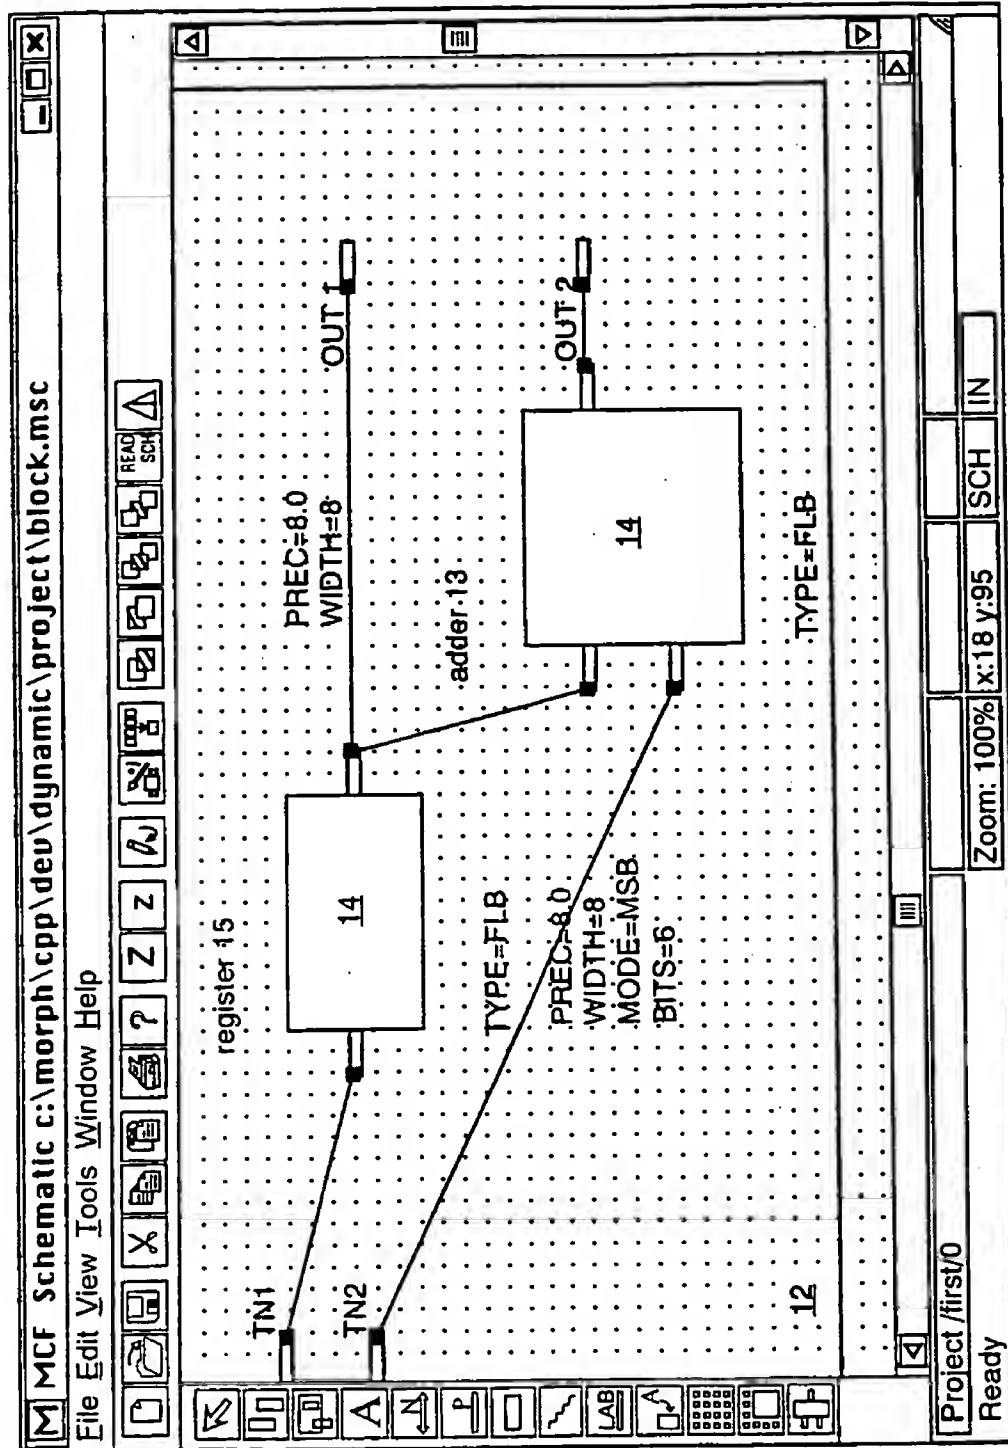 M MCF Schematic c:\morph\cpp\dev\dynamic\project\block.msc
File Edit View Tools Window Help
? Z z
READ
SCH
A
N
P
LAB
A
TN1
TN2
register 15
14
TYPE=FLB
PREC=8.0
WIDTH=8
MODE=MSB
BITS=6
PREC=8.0
WIDTH=8
adder 13
14
TYPE=FLB
OUT 1
OUT 2
12
Project /first/0
Zoom: 100% x:18 y:95 SCH IN
Ready